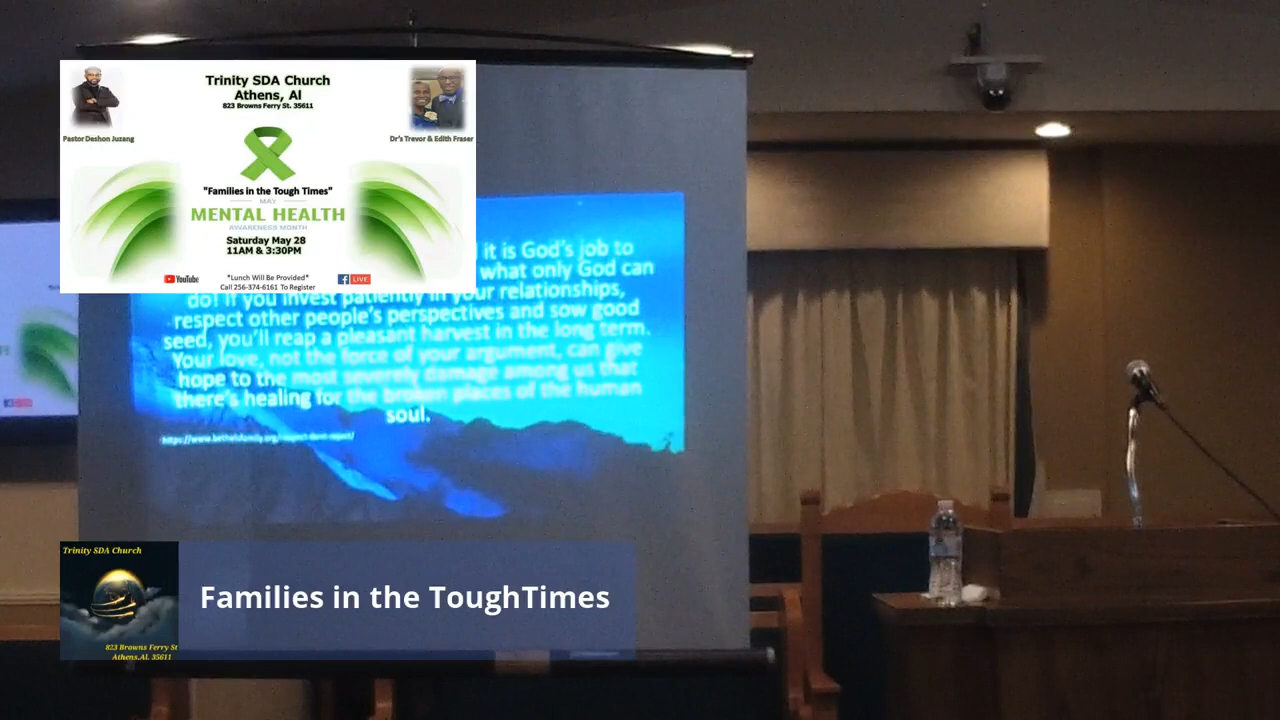 Trinity SDA Church
Athens, Al
823 Browns Ferry St. 35611
Pastor Deshon Juzang
Dr's Trevor & Edith Fraser
"Families in the Tough Times"
MAY
MENTAL HEALTH
AWARENESS MONTH
Saturday May 28
11AM & 3:30PM
YouTube
*Lunch Will Be Provided*
Call 256-374-6161 To Register
f LIVE
it is God's job to
what only God can
do! If you invest patiently in your relationships,
respect other people's perspectives and sow good
seed, you'll reap a pleasant harvest in the long term.
Your love, not the force of your argument, can give
hope to the most severely damage among us that
there's healing for the broken places of the human
soul.
Trinity SDA Church
823 Browns Ferry St
Athens,Al. 35611
Families in the ToughTimes